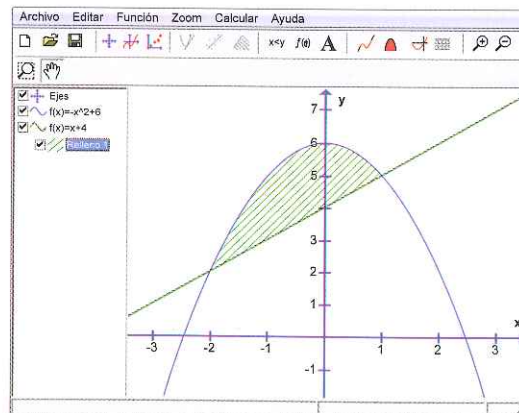 Archivo Editar Función Zoom Calcular Ayuda
x<y f(x) A
Ejes
f(x)=-x^2+6
f(x)=x+4
Relleno 1
y
7
6
5
3
2
1
-3 -2 -1 1 2 3 x
-1